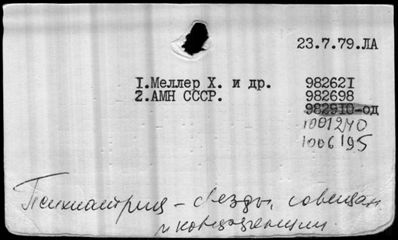 23.7.79.ЛА
I.Меллер Х. и др. 982621
2.АМН СССР. 982698
982910-од
1001240
1006195
Психиатрия - съезды, совещан.
и конференции.